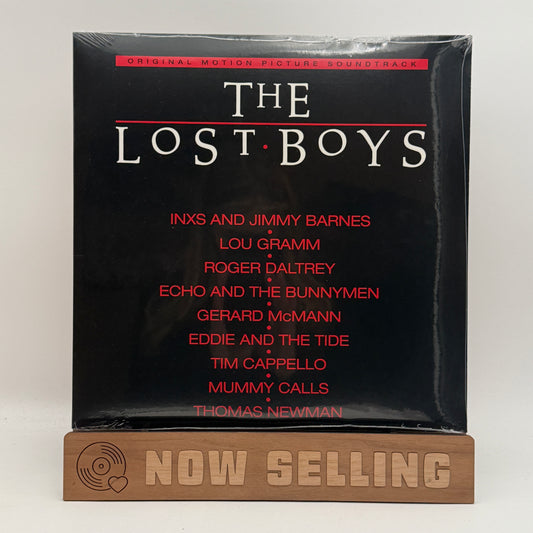 ORIGINAL MOTION PICTURE SOUNDTRACK
THE
LOST · BOYS
INXS AND JIMMY BARNES
LOU GRAMM
ROGER DALTREY
ECHO AND THE BUNNYMEN
GERARD McMANN
EDDIE AND THE TIDE
TIM CAPPELLO
MUMMY CALLS
THOMAS NEWMAN
NOW SELLING